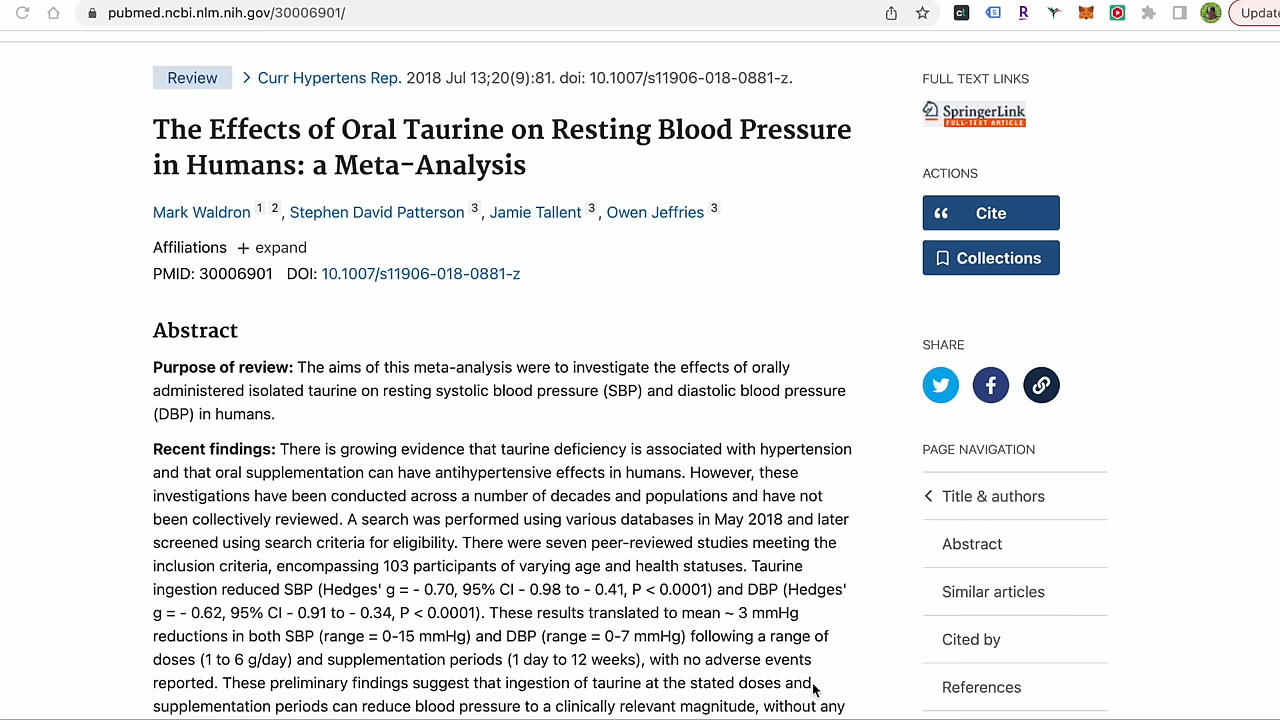 pubmed.ncbi.nlm.nih.gov/30006901/
Update
Review > Curr Hypertens Rep. 2018 Jul 13;20(9):81. doi: 10.1007/s11906-018-0881-z.
The Effects of Oral Taurine on Resting Blood Pressure
in Humans: a Meta-Analysis
Mark Waldron 1 2, Stephen David Patterson 3, Jamie Tallent 3, Owen Jeffries 3
Affiliations + expand
PMID: 30006901 DOI: 10.1007/s11906-018-0881-z
Abstract
Purpose of review: The aims of this meta-analysis were to investigate the effects of orally
administered isolated taurine on resting systolic blood pressure (SBP) and diastolic blood pressure
(DBP) in humans.
Recent findings: There is growing evidence that taurine deficiency is associated with hypertension
and that oral supplementation can have antihypertensive effects in humans. However, these
investigations have been conducted across a number of decades and populations and have not
been collectively reviewed. A search was performed using various databases in May 2018 and later
screened using search criteria for eligibility. There were seven peer-reviewed studies meeting the
inclusion criteria, encompassing 103 participants of varying age and health statuses. Taurine
ingestion reduced SBP (Hedges' g = - 0.70, 95% CI - 0.98 to - 0.41, P < 0.0001) and DBP (Hedges'
g = - 0.62, 95% CI - 0.91 to - 0.34, P < 0.0001). These results translated to mean ~ 3 mmHg
reductions in both SBP (range = 0-15 mmHg) and DBP (range = 0-7 mmHg) following a range of
doses (1 to 6 g/day) and supplementation periods (1 day to 12 weeks), with no adverse events
reported. These preliminary findings suggest that ingestion of taurine at the stated doses and
supplementation periods can reduce blood pressure to a clinically relevant magnitude, without any
FULL TEXT LINKS
SpringerLink
FULL-TEXT ARTICLE
ACTIONS
Cite
Collections
SHARE
PAGE NAVIGATION
Title & authors
Abstract
Similar articles
Cited by
References